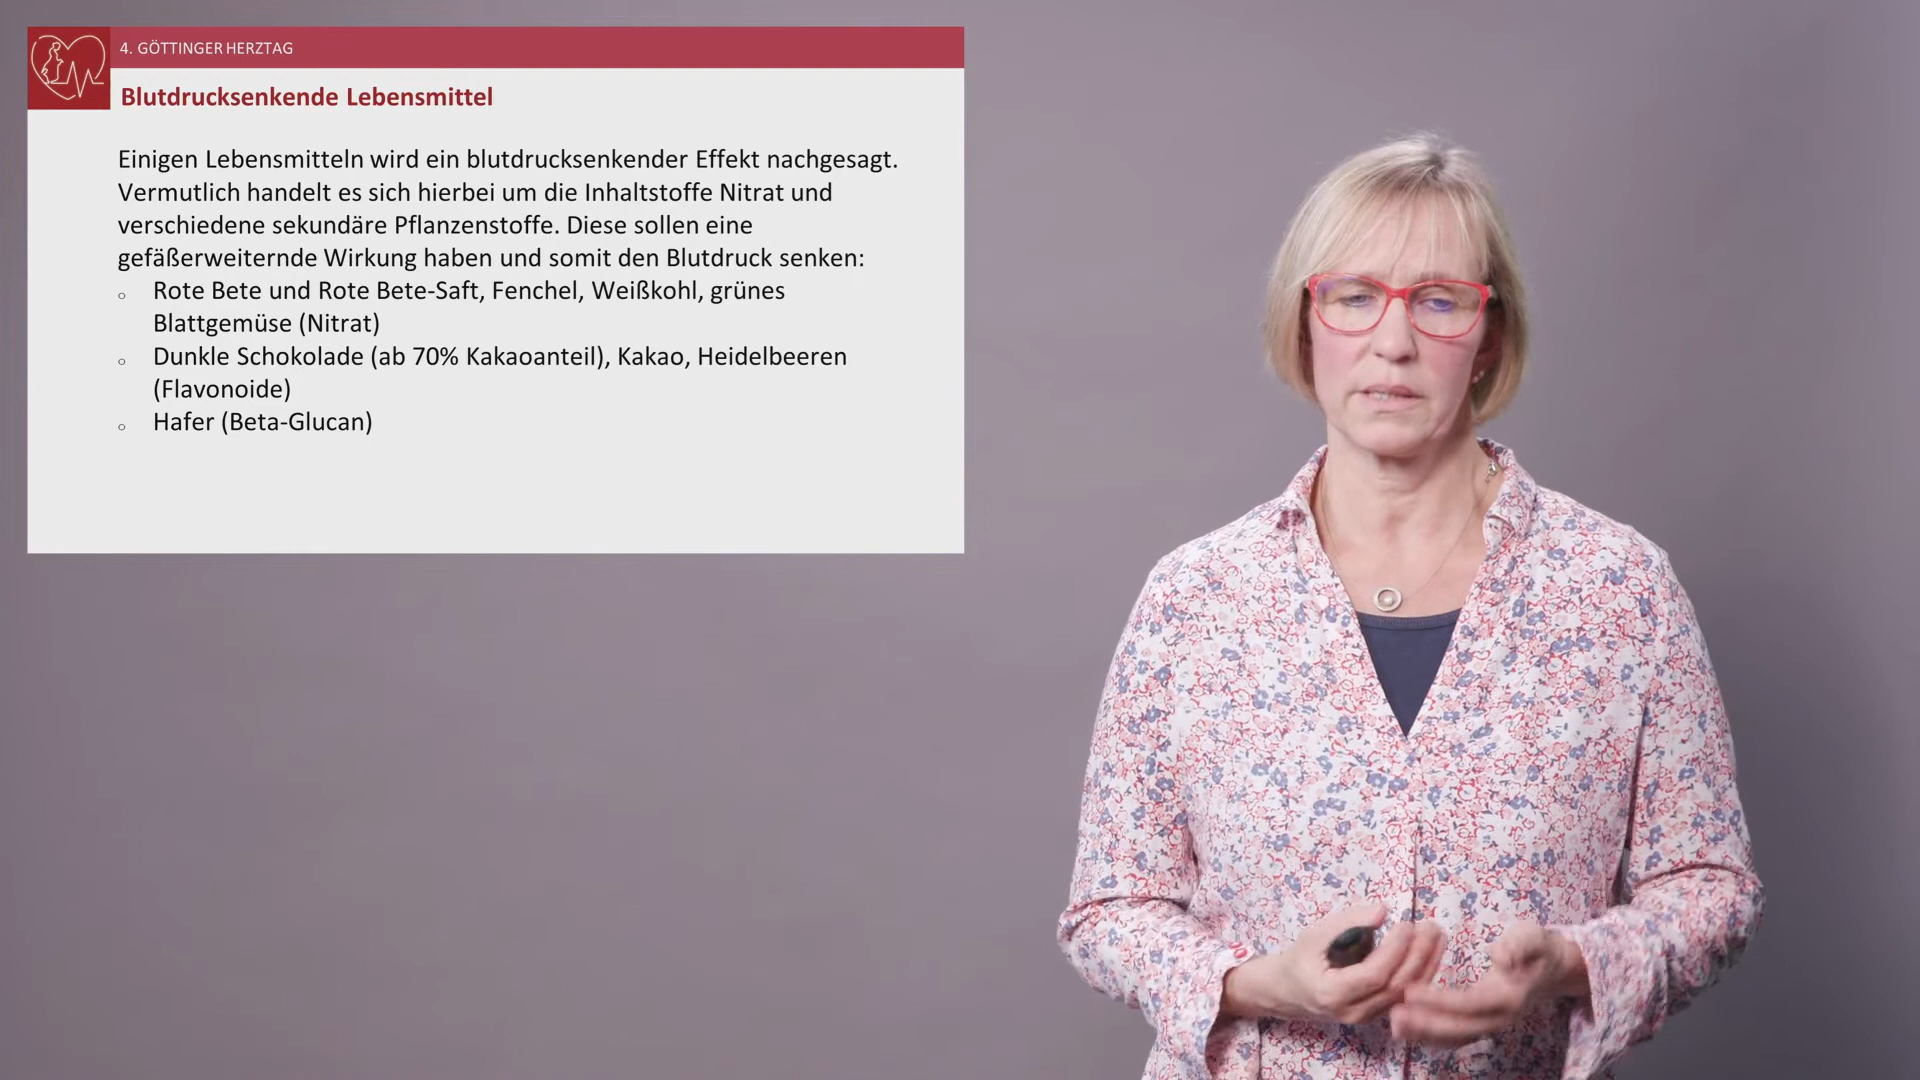 4. GÖTTINGER HERZTAG
Blutdrucksenkende Lebensmittel
Einigen Lebensmitteln wird ein blutdrucksenkender Effekt nachgesagt.
Vermutlich handelt es sich hierbei um die Inhaltstoffe Nitrat und
verschiedene sekundäre Pflanzenstoffe. Diese sollen eine
gefäßerweiternde Wirkung haben und somit den Blutdruck senken:
o Rote Bete und Rote Bete-Saft, Fenchel, Weißkohl, grünes
Blattgemüse (Nitrat)
o Dunkle Schokolade (ab 70% Kakaoanteil), Kakao, Heidelbeeren
(Flavonoide)
o Hafer (Beta-Glucan)